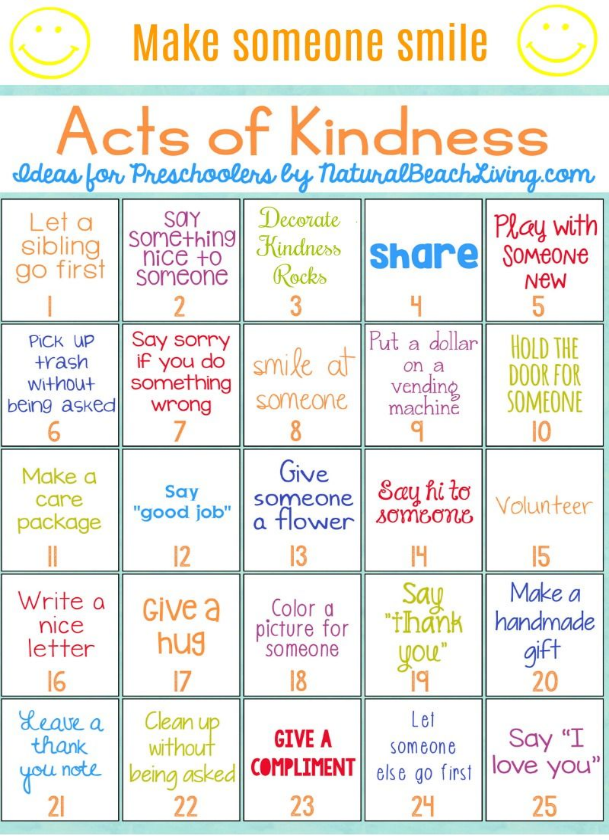 Make someone smile
Acts of Kindness
Ideas for Preschoolers by NaturalBeachLiving.com
Let a
sibling
go first
1
say
something
nice to
someone
2
Decorate
Kindness
Rocks
3
share
4
Play with
Someone
New
5
Pick up
trash
without
being asked
6
Say sorry
if you do
something
wrong
7
smile at
someone
8
Put a dollar
on a
vending
machine
9
HOLD THE
DOOR FOR
SOMEONE
10
Make a
care
package
11
Say
"good job"
12
Give
someone
a flower
13
Say hi to
someone
14
Volunteer
15
Write a
nice
letter
16
Give a
hug
17
Color a
picture for
someone
18
Say
"thank
you"
19
Make a
handmade
gift
20
Leave a
thank
you note
21
Clean up
without
being asked
22
GIVE A
COMPLIMENT
23
Let
someone
else go first
24
Say "I
love you"
25